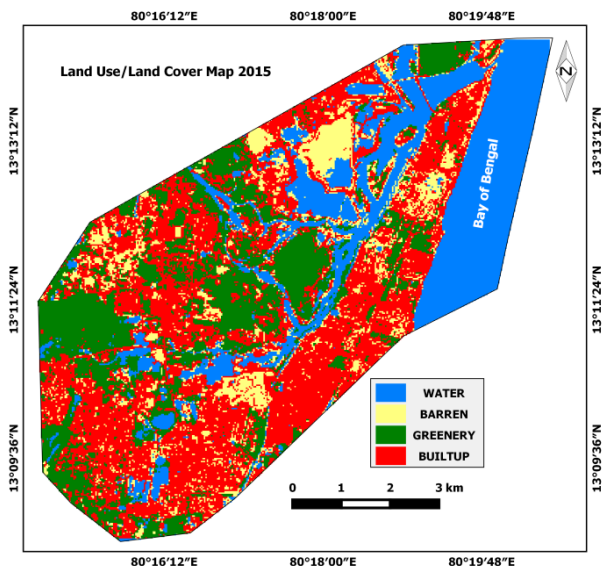 80°16'12"E 80°18'00"E 80°19'48"E
Land Use/Land Cover Map 2015
N
13°13'12"N 13°13'12"N
Bay of Bengal
13°11'24"N 13°11'24"N
WATER
BARREN
GREENERY
BUILTUP
13°09'36"N 13°09'36"N
0 1 2 3 km
80°16'12"E 80°18'00"E 80°19'48"E